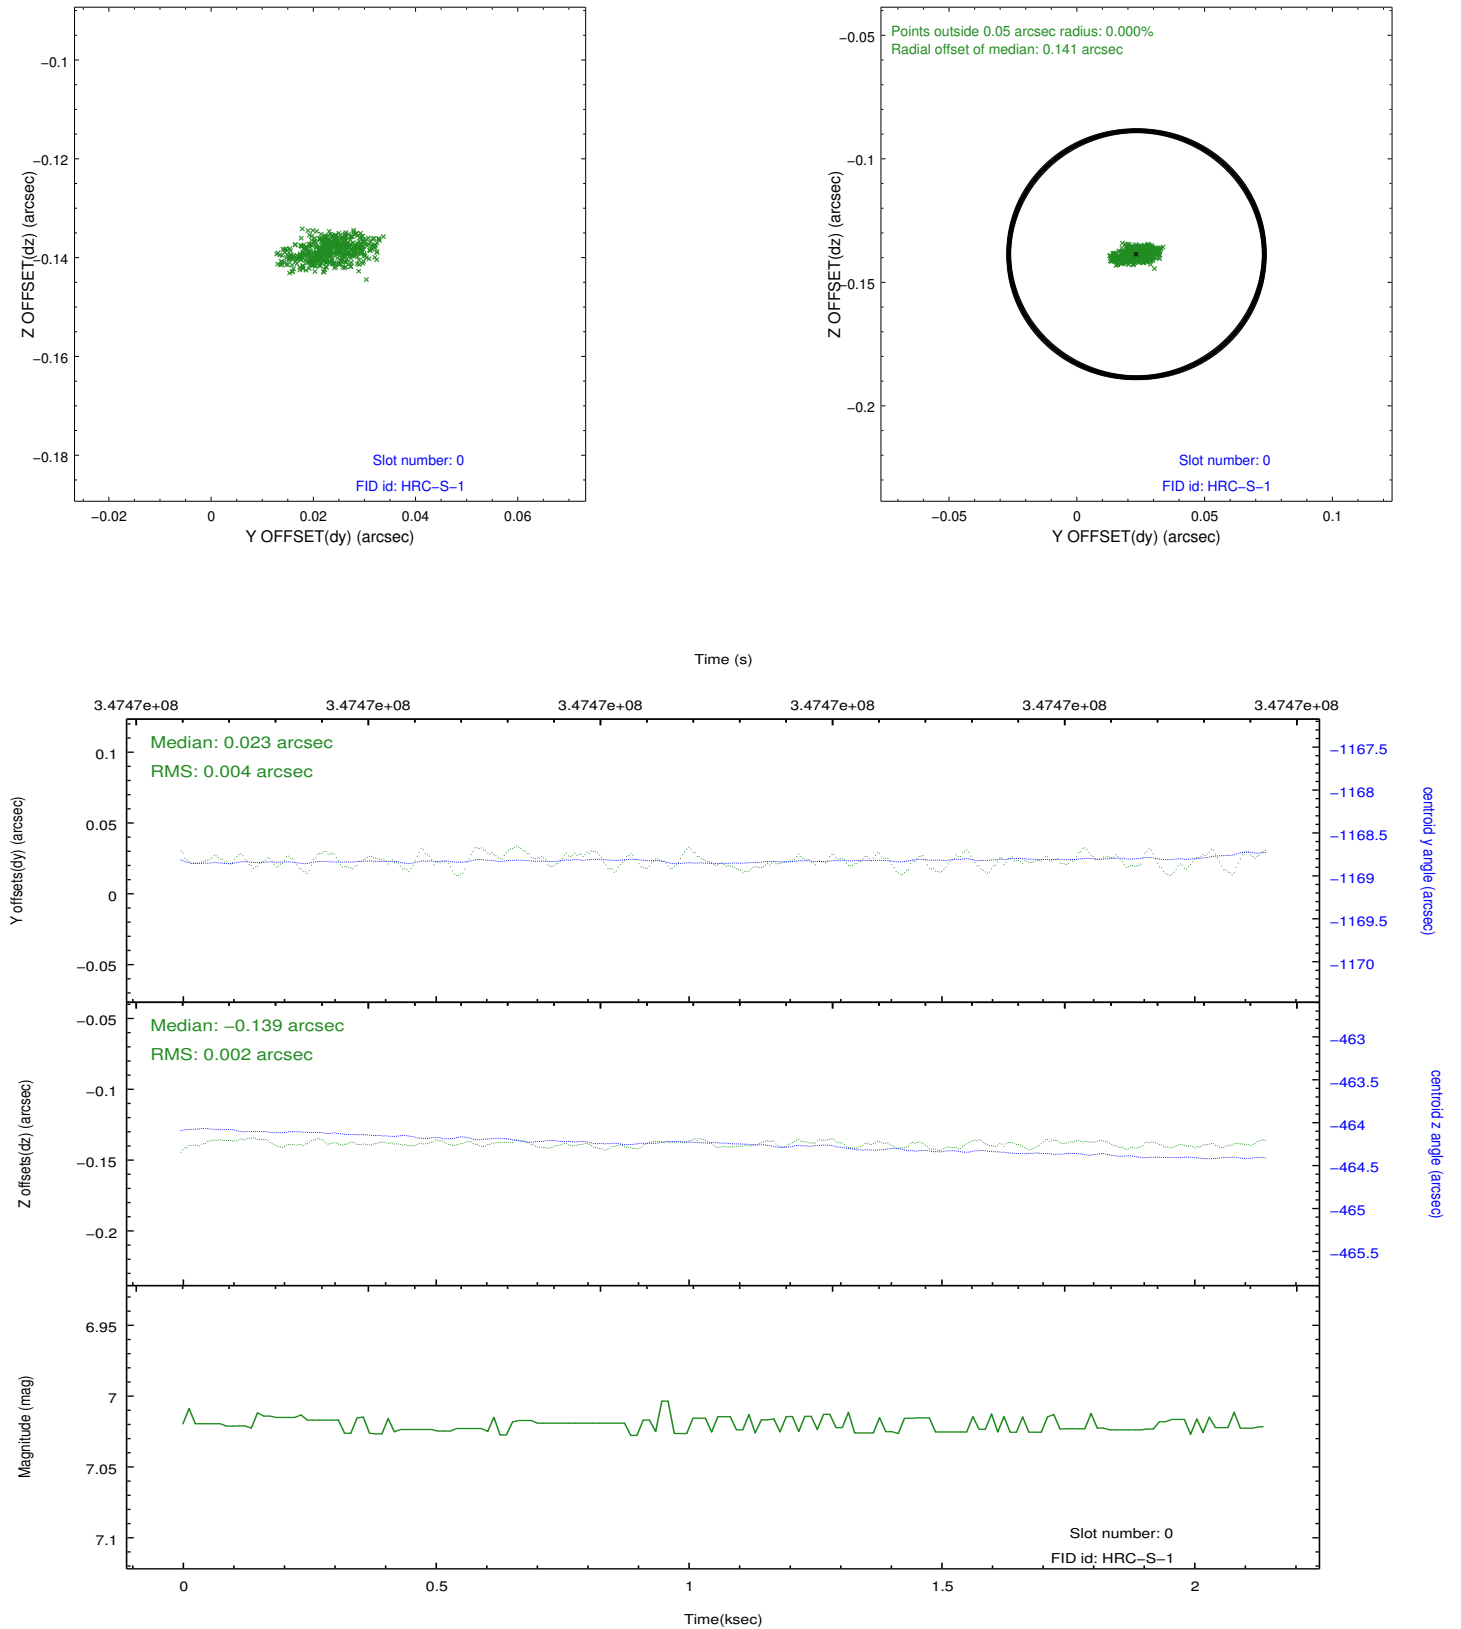 −0.1
−0.12
−0.14
−0.16
−0.18
Z OFFSET(dz) (arcsec)
Slot number: 0
FID id: HRC−S−1
−0.02 0 0.02 0.04 0.06
Y OFFSET(dy) (arcsec)
Points outside 0.05 arcsec radius: 0.000%
Radial offset of median: 0.141 arcsec
−0.05
−0.1
−0.15
−0.2
Z OFFSET(dz) (arcsec)
Slot number: 0
FID id: HRC−S−1
−0.05 0 0.05 0.1
Y OFFSET(dy) (arcsec)
Time (s)
3.4747e+08 3.4747e+08 3.4747e+08 3.4747e+08 3.4747e+08 3.4747e+08
Median: 0.023 arcsec
RMS: 0.004 arcsec
0.1
0.05
0
−0.05
Y offsets(dy) (arcsec)
−1167.5
−1168
−1168.5
−1169
−1169.5
−1170
centroid y angle (arcsec)
Median: −0.139 arcsec
RMS: 0.002 arcsec
−0.05
−0.1
−0.15
−0.2
Z offsets(dz) (arcsec)
−463
−463.5
−464
−464.5
−465
−465.5
centroid z angle (arcsec)
6.95
7
7.05
7.1
Magnitude (mag)
Slot number: 0
FID id: HRC−S−1
0 0.5 1 1.5 2
Time(ksec)